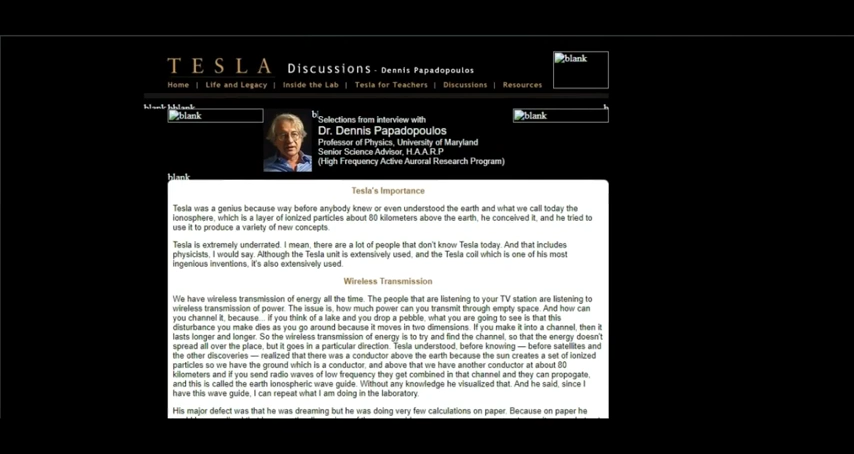 TESLA Discussions - Dennis Papadopoulos
blank
Home | Life and Legacy | Inside the Lab | Tesla for Teachers | Discussions | Resources
blank
blank
blank
Selections from interview with
Dr. Dennis Papadopoulos
Professor of Physics, University of Maryland
Senior Science Advisor, H.A.A.R.P
(High Frequency Active Auroral Research Program)
blank
blank
Tesla's Importance
Tesla was a genius because way before anybody knew or even understood the earth and what we call today the
ionosphere, which is a layer of ionized particles about 80 kilometers above the earth, he conceived it, and he tried to
use it to produce a variety of new concepts.
Tesla is extremely underrated. I mean, there are a lot of people that don't know Tesla today. And that includes
physicists, I would say. Although the Tesla unit is extensively used, and the Tesla coil which is one of his most
ingenious inventions, it's also extensively used.
Wireless Transmission
We have wireless transmission of energy all the time. The people that are listening to your TV station are listening to
wireless transmission of power. The issue is, how much power can you transmit through empty space. And how can
you channel it, because... if you think of a lake and you drop a pebble, what you are going to see is that this
disturbance you make dies as you go around because it moves in two dimensions. If you make it into a channel, then it
lasts longer and longer. So the wireless transmission of energy is to try and find the channel, so that the energy doesn't
spread all over the place, but it goes in a particular direction. Tesla understood, before knowing — before satellites and
the other discoveries — realized that there was a conductor above the earth because the sun creates a set of ionized
particles so we have the ground which is a conductor, and above that we have another conductor at about 80
kilometers and if you send radio waves of low frequency they get combined in that channel and they can propogate,
and this is called the earth ionospheric wave guide. Without any knowledge he visualized that. And he said, since I
have this wave guide, I can repeat what I am doing in the laboratory.
His major defect was that he was dreaming but he was doing very few calculations on paper. Because on paper he